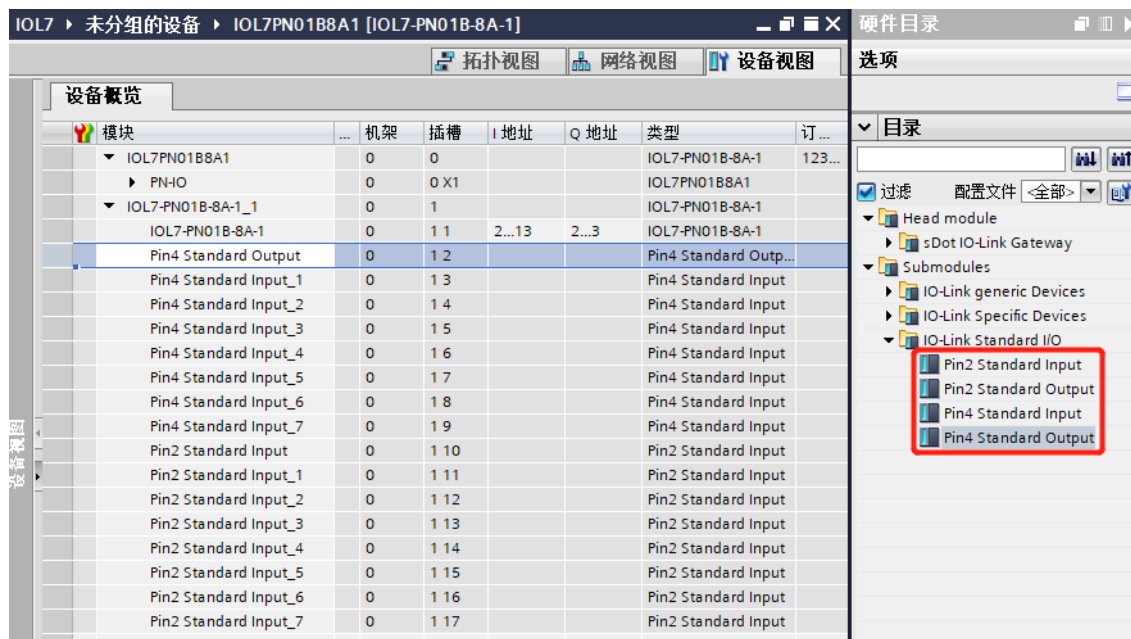 IOL7 ▸ 未分组的设备 ▸ IOL7PN01B8A1 [IOL7-PN01B-8A-1]
拓扑视图 网络视图 设备视图
设备概览
模块 ... 机架 插槽 I 地址 Q 地址 类型 订...
IOL7PN01B8A1 0 0 IOL7-PN01B-8A-1 123...
PN-IO 0 0 X1 IOL7PN01B8A1
IOL7-PN01B-8A-1_1 0 1 IOL7-PN01B-8A-1
IOL7-PN01B-8A-1 0 1 1 2...13 2...3 IOL7-PN01B-8A-1
Pin4 Standard Output 0 1 2 Pin4 Standard Outp...
Pin4 Standard Input_1 0 1 3 Pin4 Standard Input
Pin4 Standard Input_2 0 1 4 Pin4 Standard Input
Pin4 Standard Input_3 0 1 5 Pin4 Standard Input
Pin4 Standard Input_4 0 1 6 Pin4 Standard Input
Pin4 Standard Input_5 0 1 7 Pin4 Standard Input
Pin4 Standard Input_6 0 1 8 Pin4 Standard Input
Pin4 Standard Input_7 0 1 9 Pin4 Standard Input
Pin2 Standard Input 0 1 10 Pin2 Standard Input
Pin2 Standard Input_1 0 1 11 Pin2 Standard Input
Pin2 Standard Input_2 0 1 12 Pin2 Standard Input
Pin2 Standard Input_3 0 1 13 Pin2 Standard Input
Pin2 Standard Input_4 0 1 14 Pin2 Standard Input
Pin2 Standard Input_5 0 1 15 Pin2 Standard Input
Pin2 Standard Input_6 0 1 16 Pin2 Standard Input
Pin2 Standard Input_7 0 1 17 Pin2 Standard Input
设备视图
硬件目录
选项
目录
过滤 配置文件 <全部>
Head module
sDot IO-Link Gateway
Submodules
IO-Link generic Devices
IO-Link Specific Devices
IO-Link Standard I/O
Pin2 Standard Input
Pin2 Standard Output
Pin4 Standard Input
Pin4 Standard Output